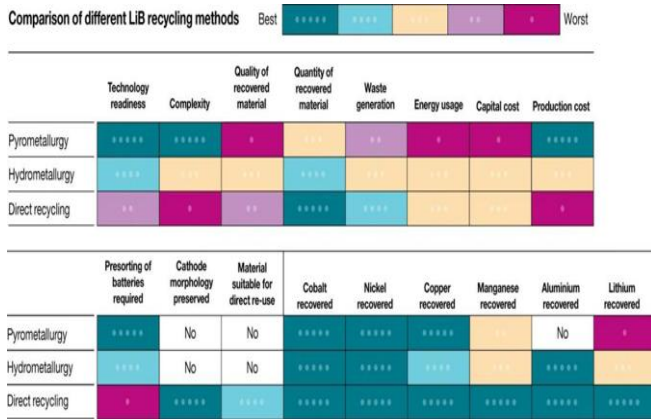 Comparison of different LiB recycling methods Best Worst
Technology readiness Complexity Quality of recovered material Quantity of recovered material Waste generation Energy usage Capital cost Production cost
Pyrometallurgy
Hydrometallurgy
Direct recycling
Presorting of batteries required Cathode morphology preserved Material suitable for direct re-use Cobalt recovered Nickel recovered Copper recovered Manganese recovered Aluminium recovered Lithium recovered
Pyrometallurgy No No No
Hydrometallurgy No No
Direct recycling